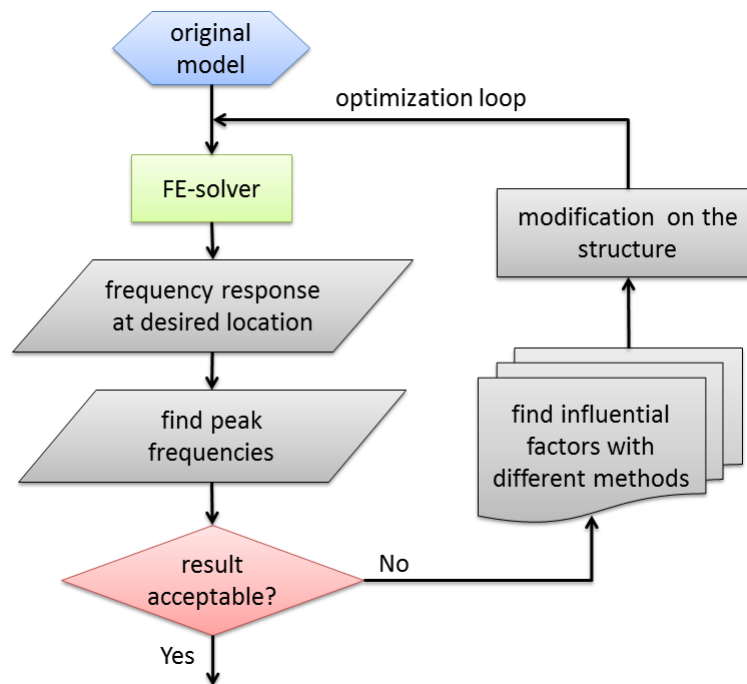 original
model
optimization loop
FE-solver
modification on the
structure
frequency response
at desired location
find peak
frequencies
find influential
factors with
different methods
result
acceptable?
No
Yes